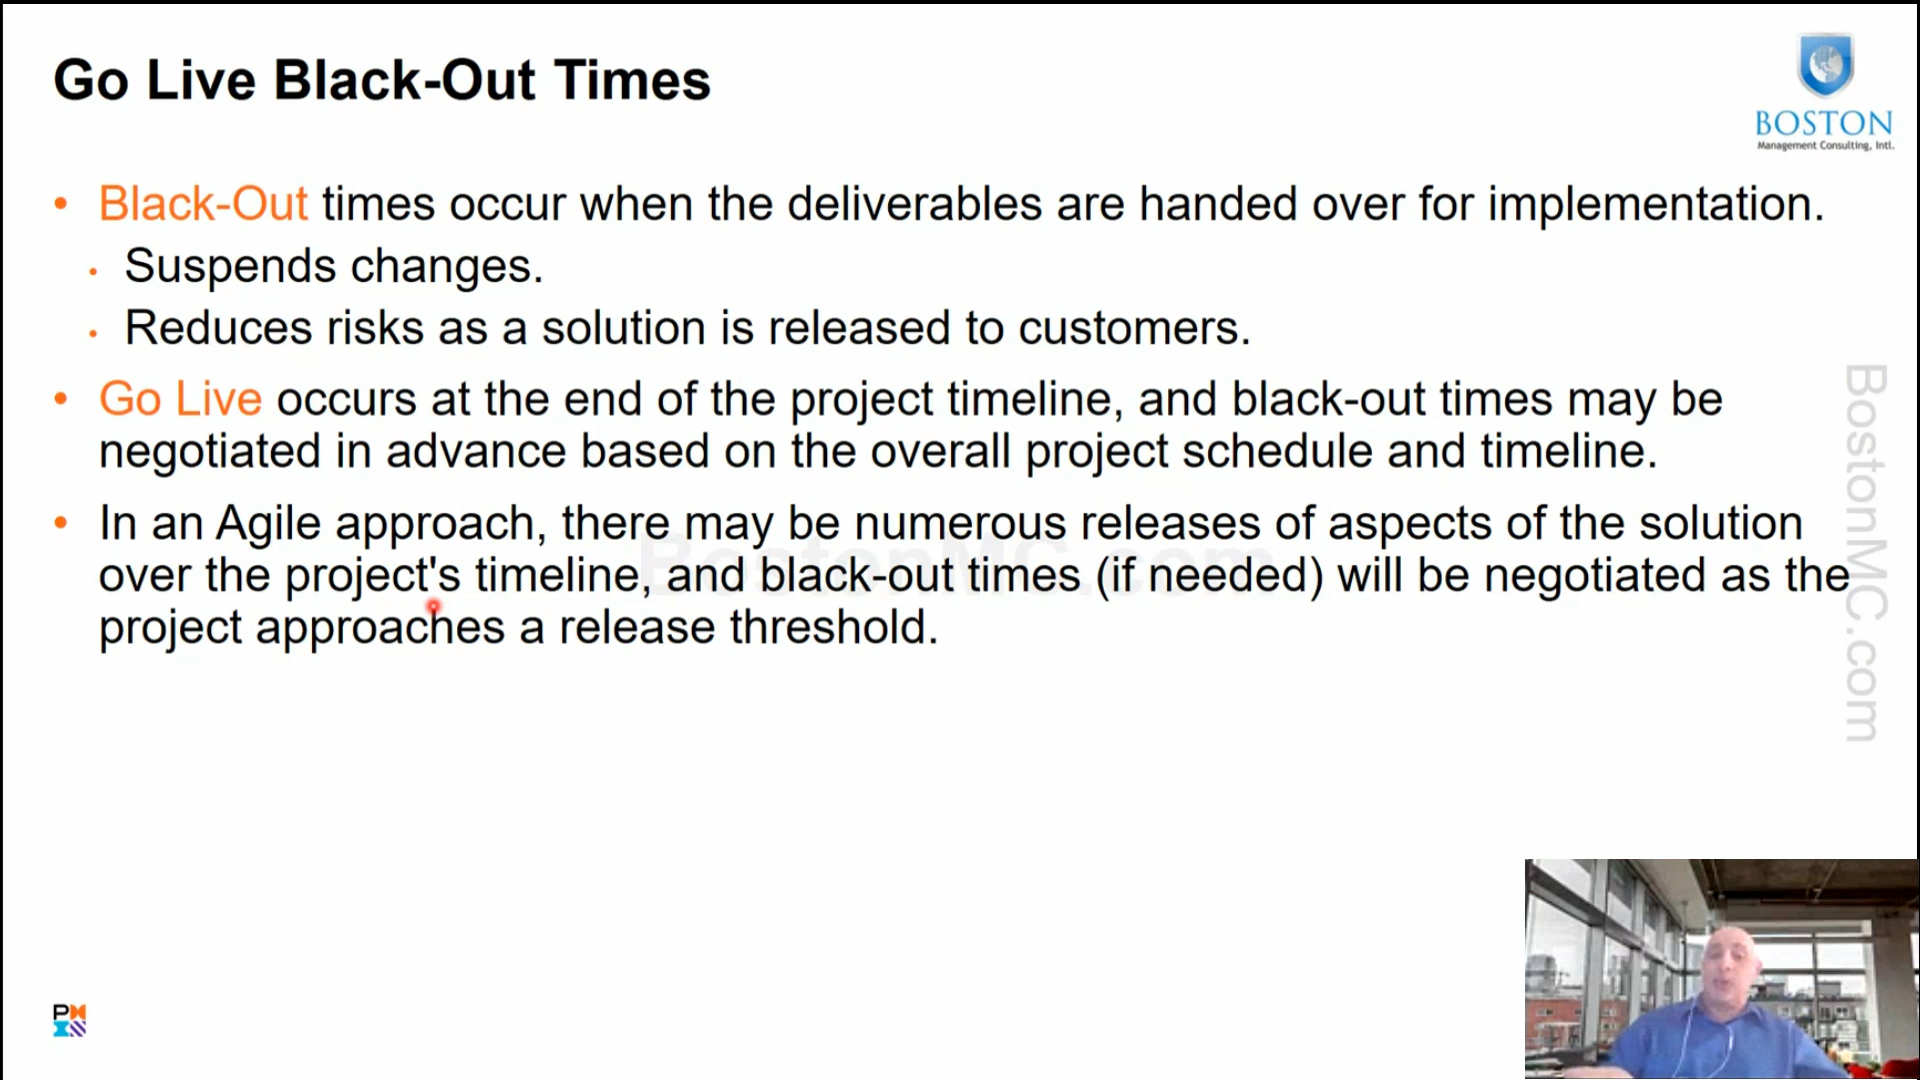 Go Live Black-Out Times
BOSTON
Management Consulting, Intl.
• Black-Out times occur when the deliverables are handed over for implementation.
• Suspends changes.
• Reduces risks as a solution is released to customers.
• Go Live occurs at the end of the project timeline, and black-out times may be
negotiated in advance based on the overall project schedule and timeline.
• In an Agile approach, there may be numerous releases of aspects of the solution
over the project's timeline, and black-out times (if needed) will be negotiated as the
project approaches a release threshold.
BostonMC.com
BostonMC.com